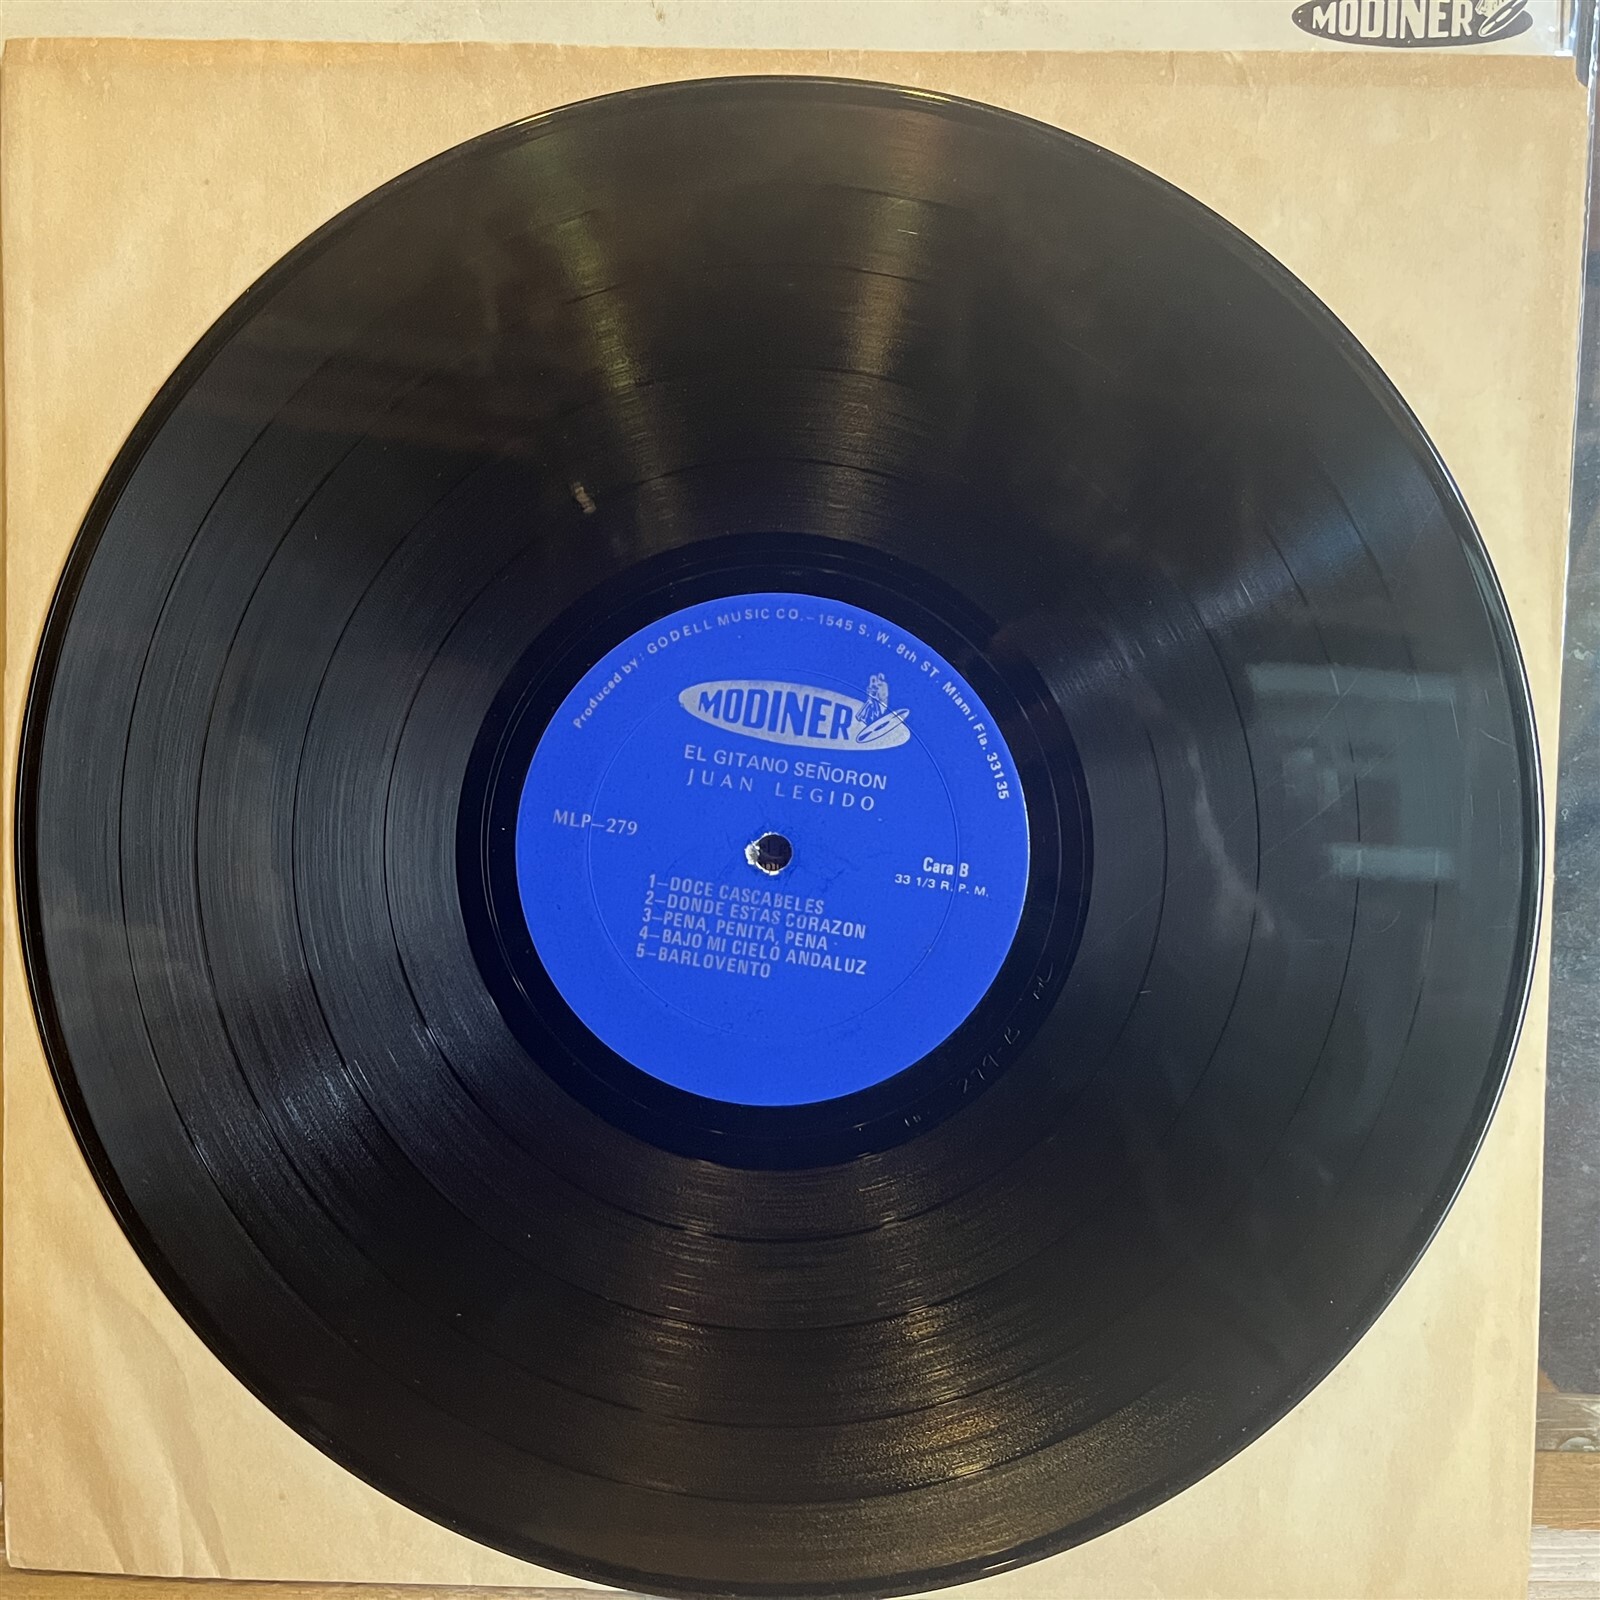 MODINER
Produced by: GODELL MUSIC CO.-1545 S. W. 8th ST. Miami Fla. 33135
MODINER
EL GITANO SEÑORON
JUAN LEGIDO
MLP-279
Cara B
33 1/3 R. P. M.
1-DOCE CASCABELES
2-DONDE ESTAS CORAZON
3-PENA, PENITA, PENA
4-BAJO MI CIELO ANDALUZ
5-BARLOVENTO
279-B